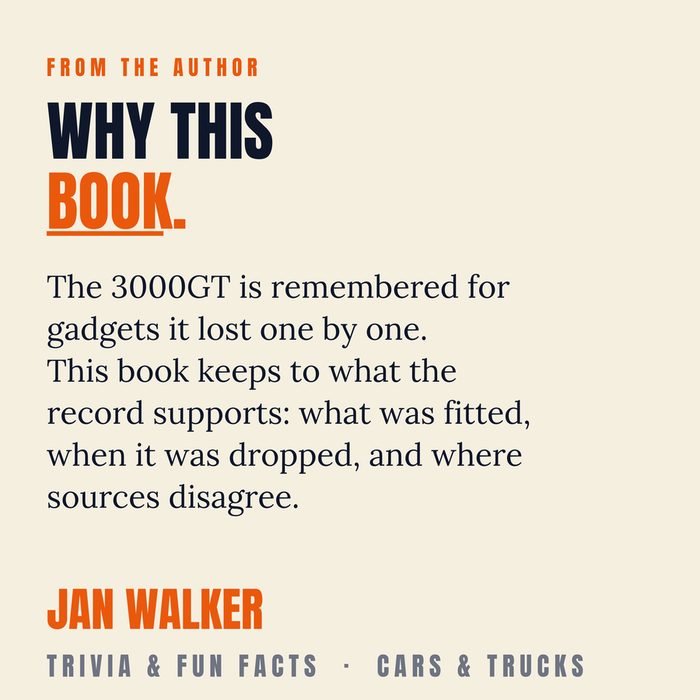 FROM THE AUTHOR
WHY THIS
BOOK.
The 3000GT is remembered for
gadgets it lost one by one.
This book keeps to what the
record supports: what was fitted,
when it was dropped, and where
sources disagree.
JAN WALKER
TRIVIA & FUN FACTS · CARS & TRUCKS